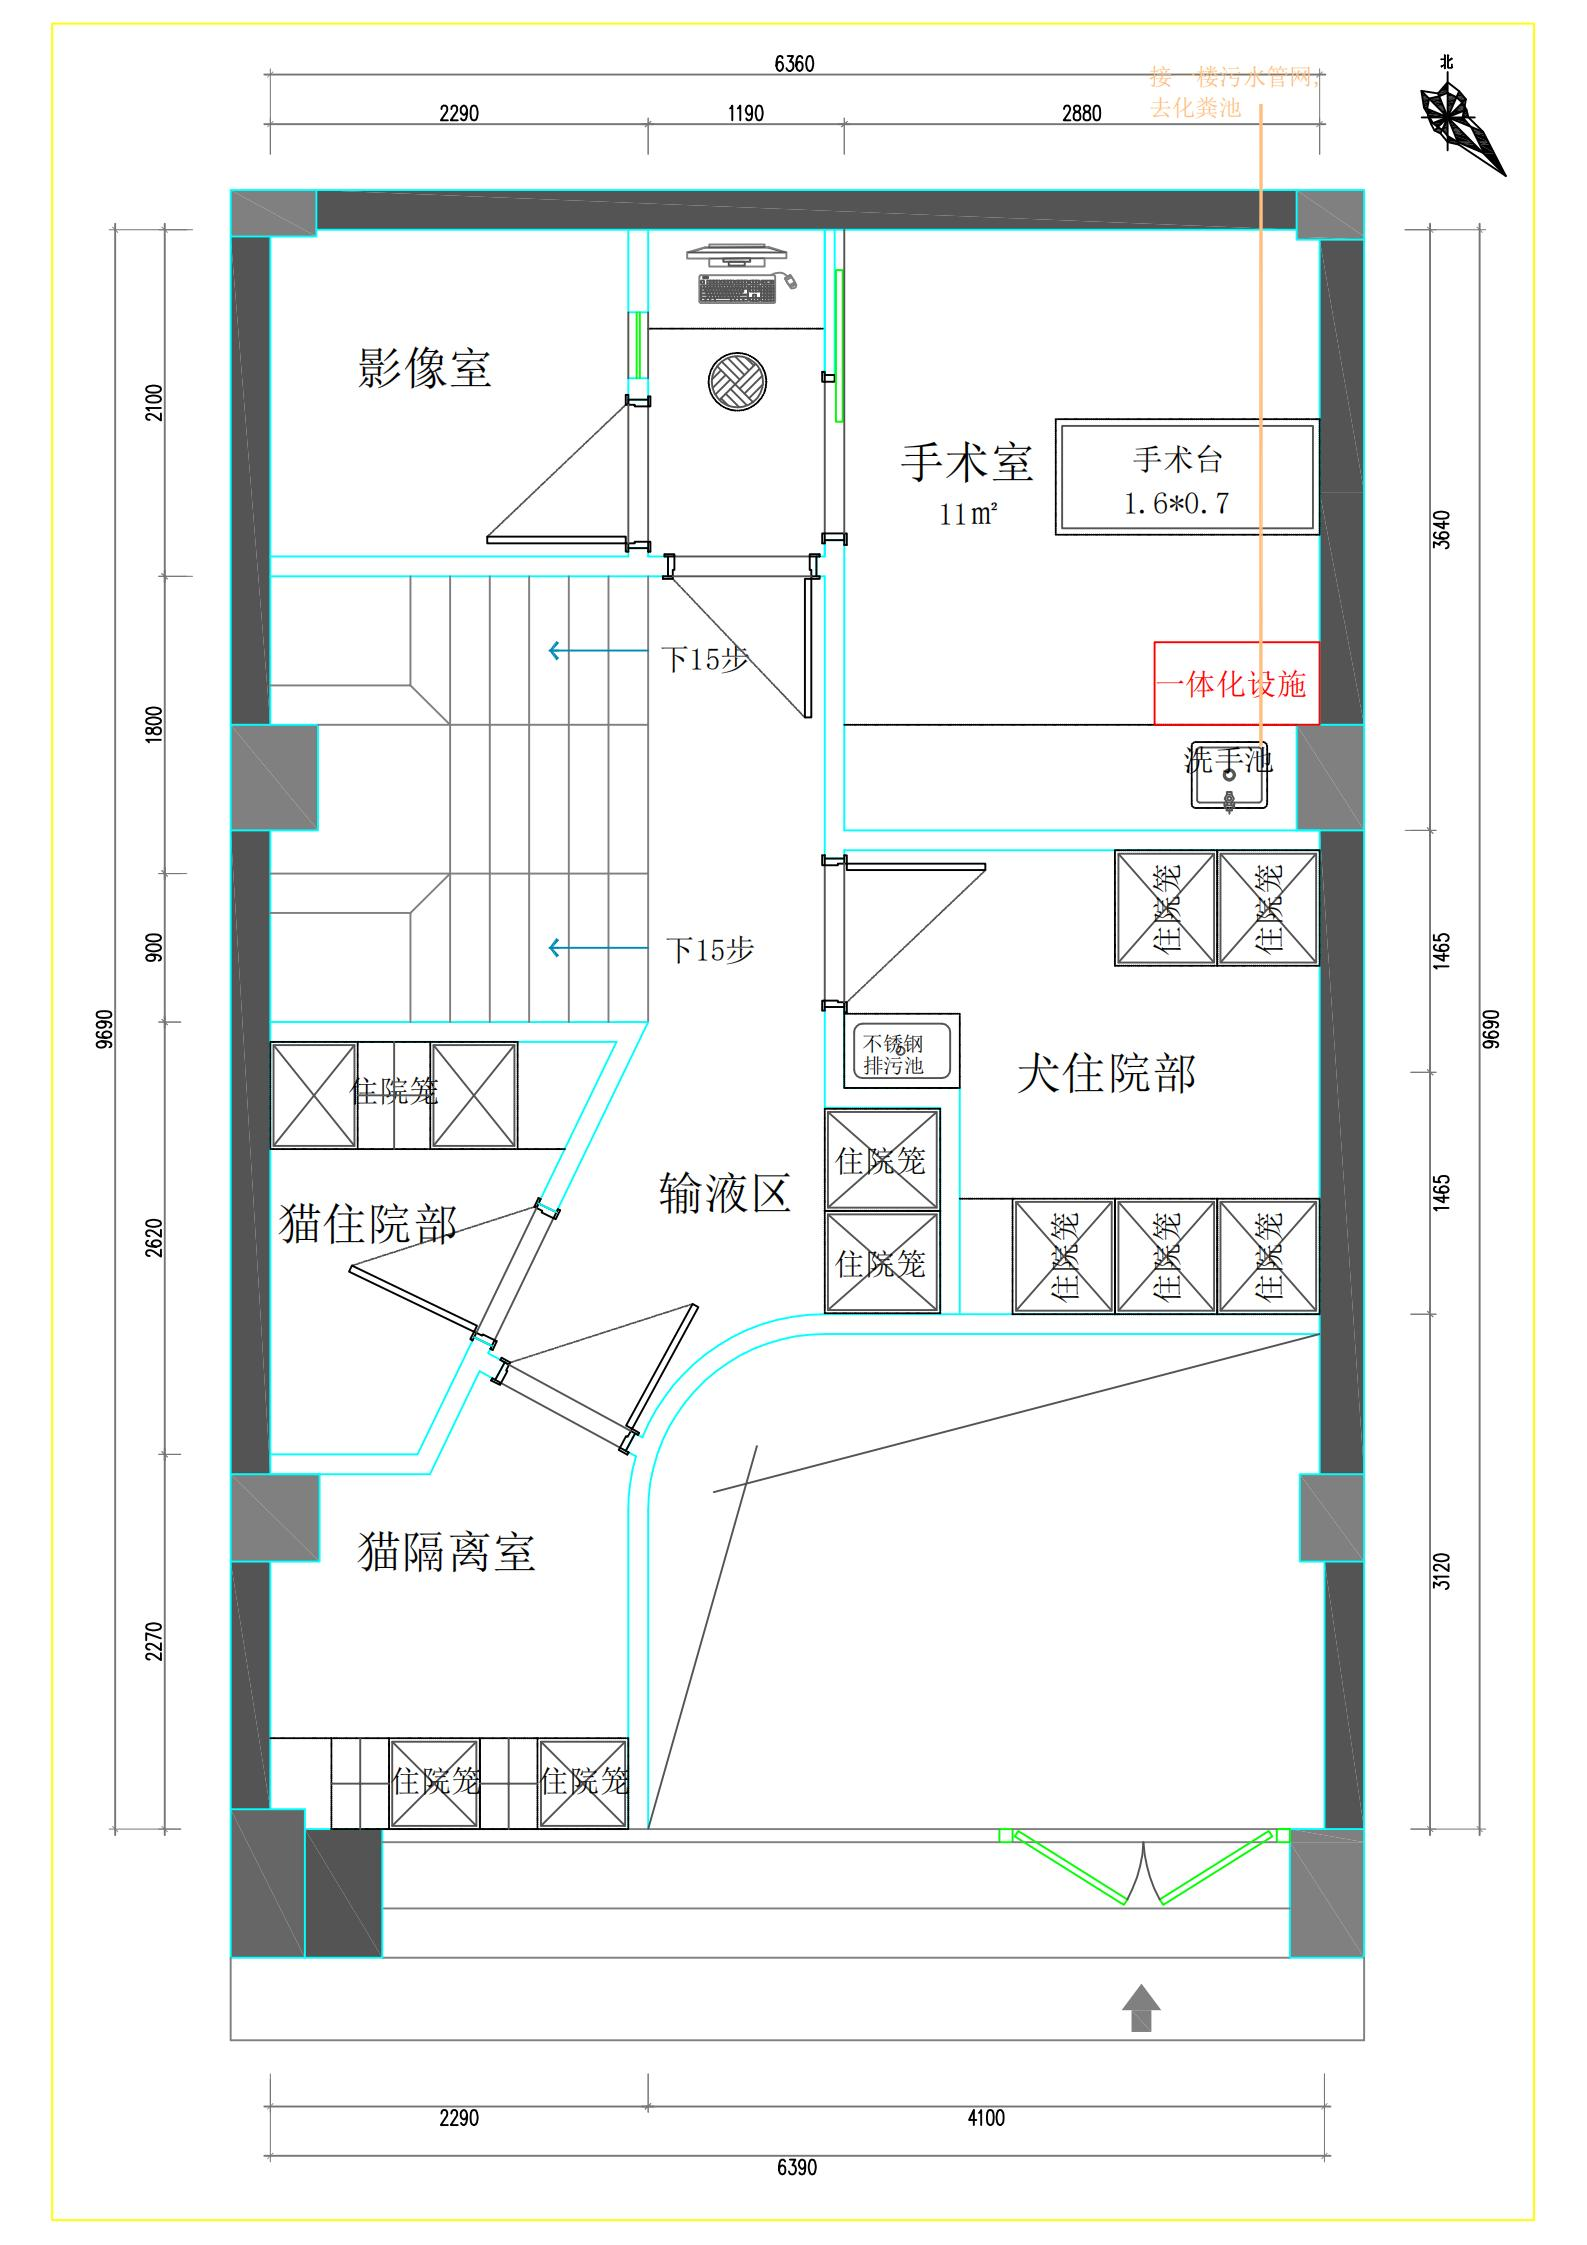 6360
接一楼污水管网,
去化粪池
北
2290
1190
2880
影像室
手术室
11㎡
手术台
1.6*0.7
2100
3640
下15步
一体化设施
1800
洗手池
住院笼
住院笼
下15步
900
1465
9690
9690
不锈钢
排污池
犬住院部
住院笼
住院笼
输液区
猫住院部
住院笼
2620
1465
住院笼
住院笼
住院笼
住院笼
猫隔离室
3120
2270
住院笼
住院笼
2290
4100
6390